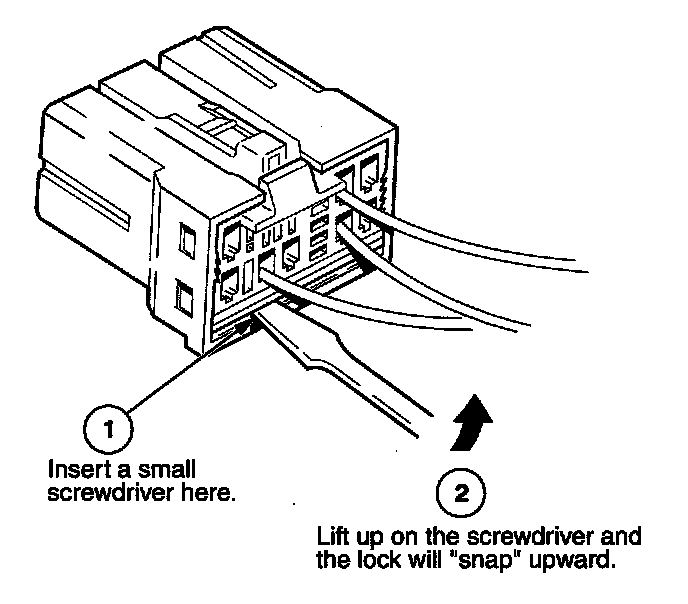 1
Insert a small
screwdriver here.
2
Lift up on the screwdriver and
the lock will "snap" upward.